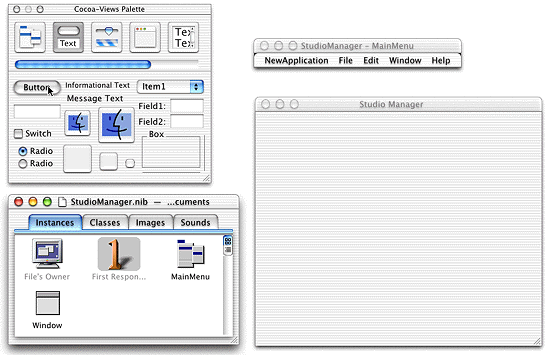 Cocoa-Views Palette
Text
Text
Text
Button
Informational Text
Item1
Message Text
Field1:
Field2:
Switch
Box
Radio
Radio
StudioManager.nib — ...cuments
Instances Classes Images Sounds
File's Owner First Respon... MainMenu
Window
StudioManager - MainMenu
NewApplication File Edit Window Help
Studio Manager